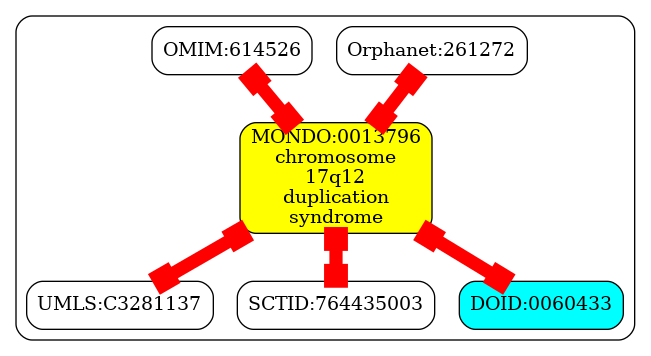 OMIM:614526
Orphanet:261272
MONDO:0013796
chromosome
17q12
duplication
syndrome
UMLS:C3281137
SCTID:764435003
DOID:0060433